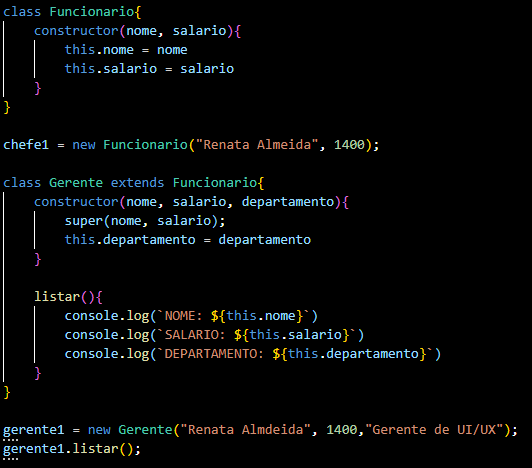 class Funcionario{
    constructor(nome, salario){
        this.nome = nome
        this.salario = salario
    }
}

chefe1 = new Funcionario("Renata Almeida", 1400);

class Gerente extends Funcionario{
    constructor(nome, salario, departamento){
        super(nome, salario);
        this.departamento = departamento
    }

    listar(){
        console.log(`NOME: ${this.nome}`)
        console.log(`SALARIO: ${this.salario}`)
        console.log(`DEPARTAMENTO: ${this.departamento}`)
    }
}

gerente1 = new Gerente("Renata Almdeida", 1400,"Gerente de UI/UX");
gerente1.listar();